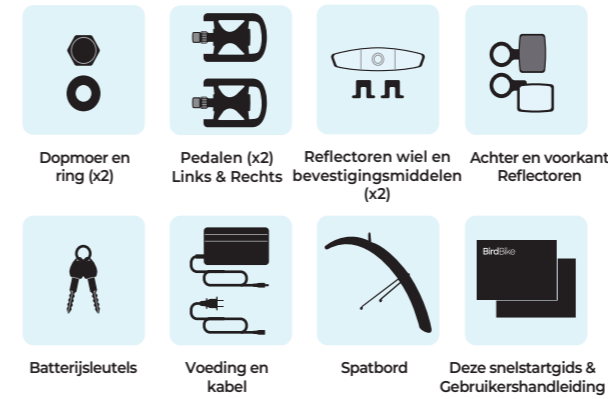 Dopmoer en
ring (x2)
Pedalen (x2)
Links & Rechts
Reflectoren wiel en
bevestigingsmiddelen
(x2)
Achter en voorkant
Reflectoren
BirdBike
Batterijsleutels
Voeding en
kabel
Spatbord
Deze snelstartgids &
Gebruikershandleiding